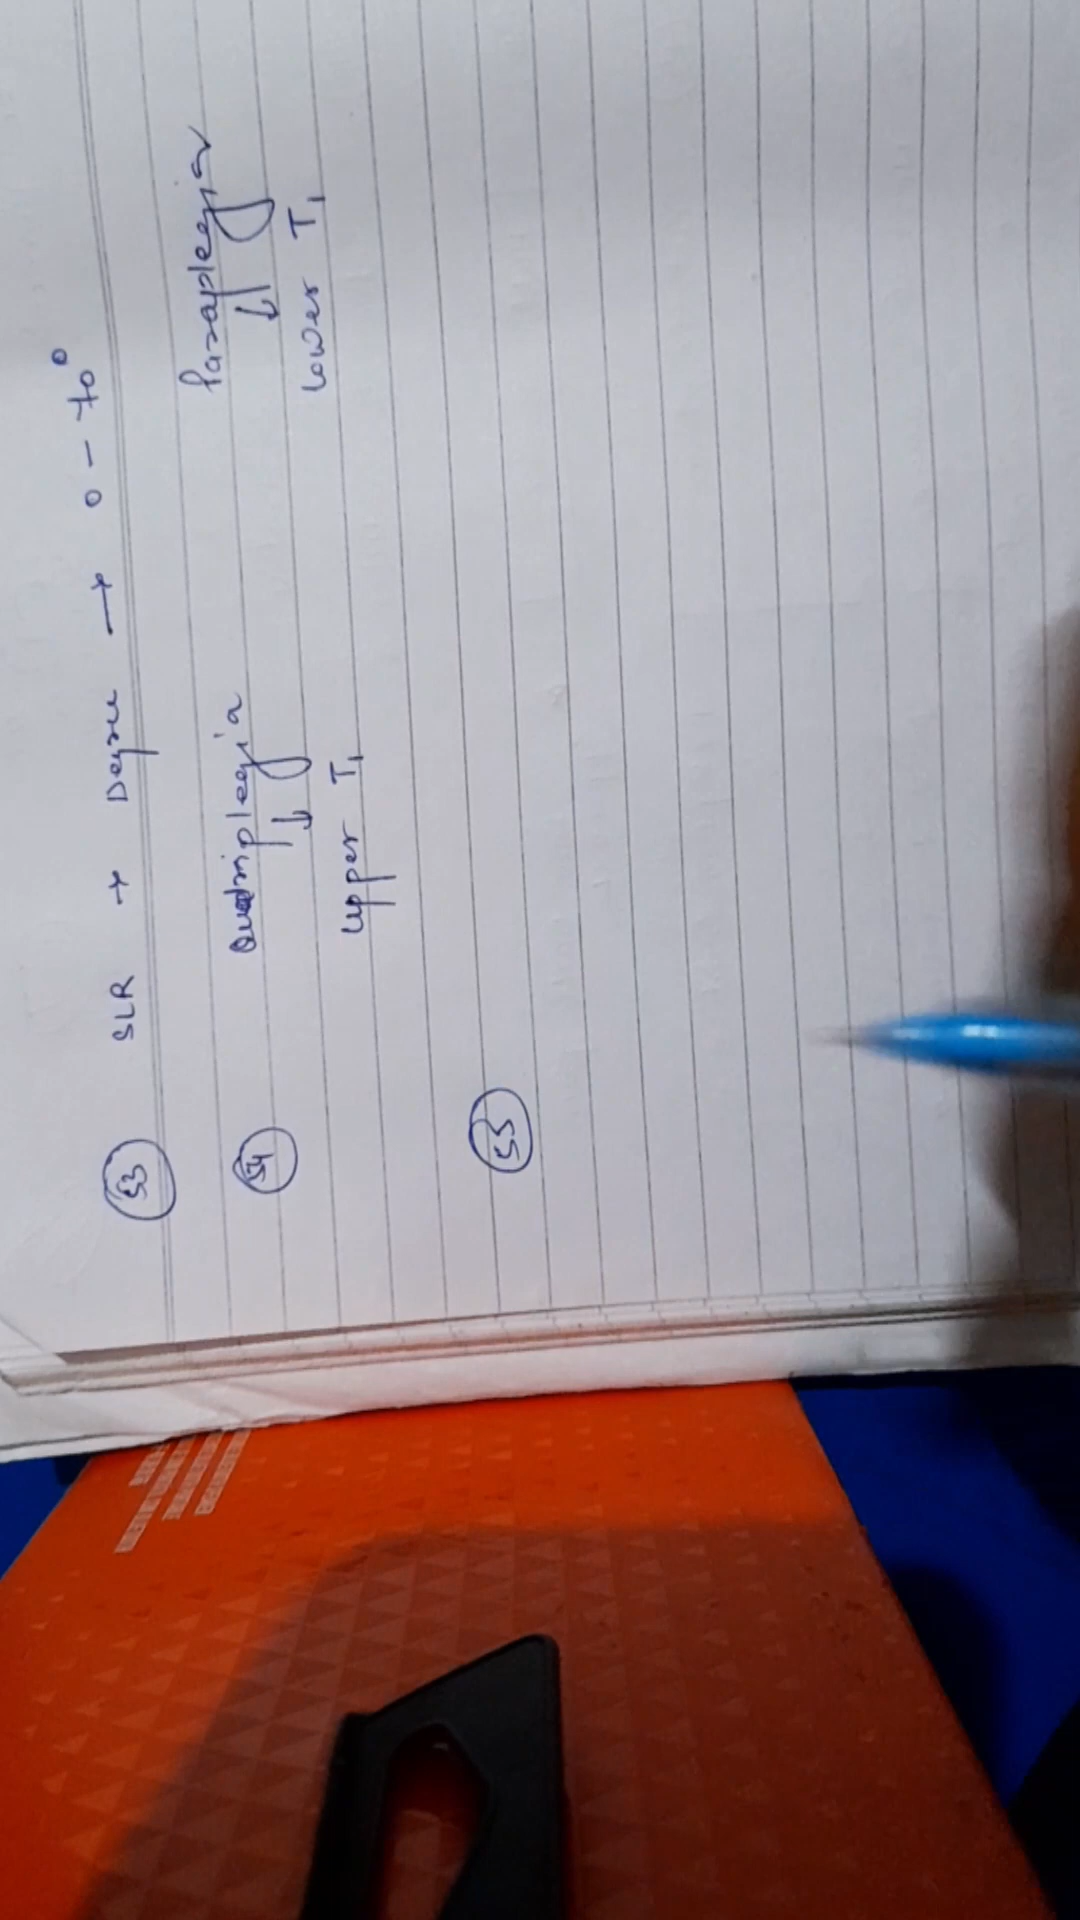 53 SLR → Degree → 0 - 70°
54 Quadriplegia Paraplegia
↓ ↓
Upper T1 Lower T1
55